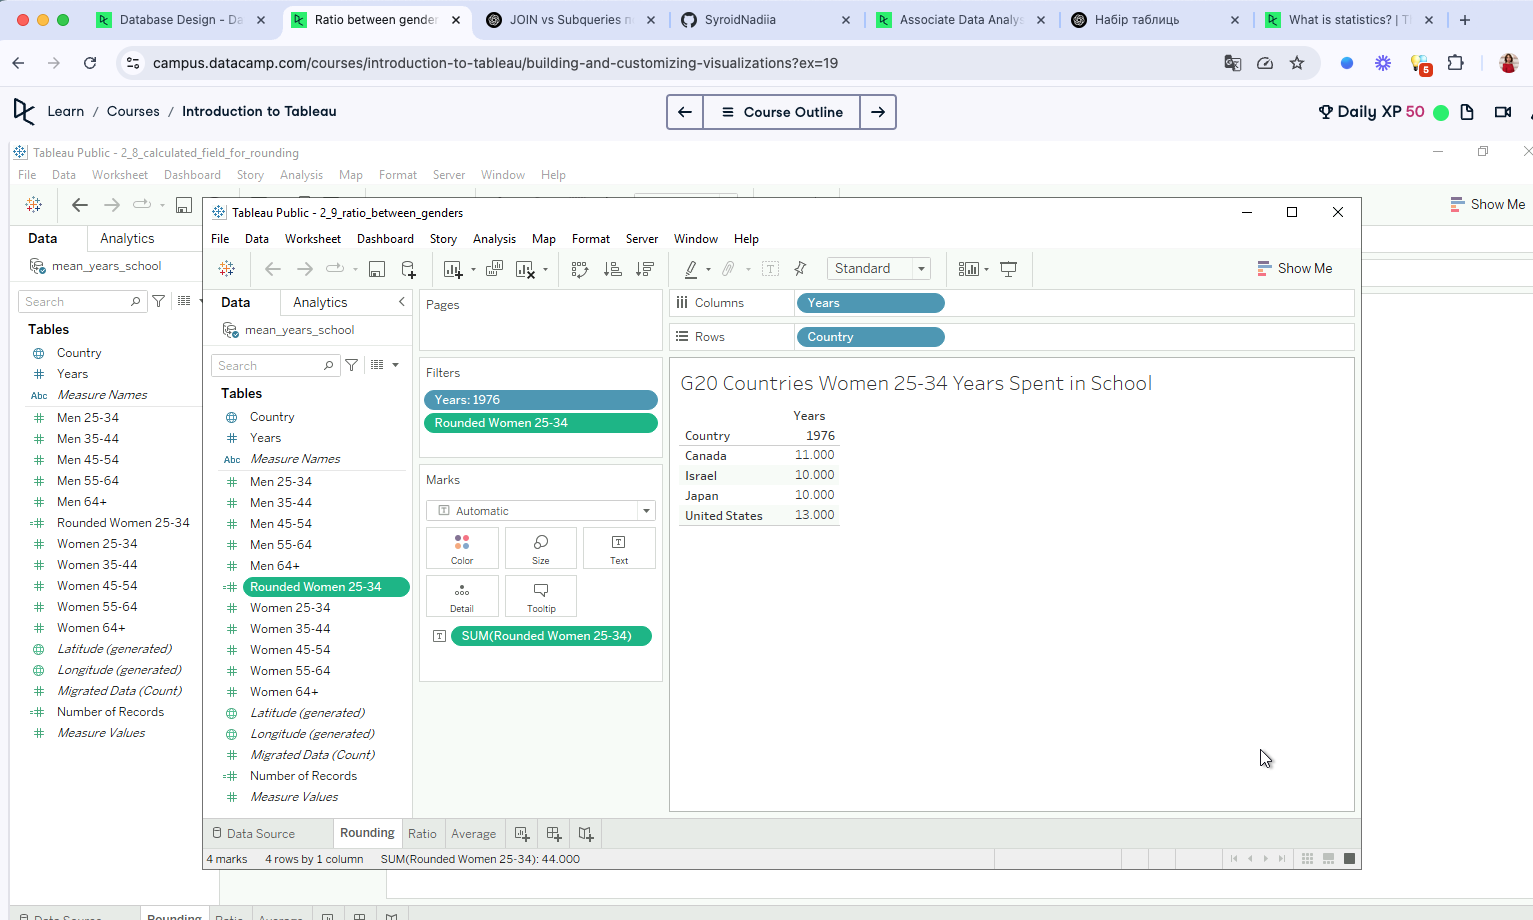 Database Design - Da
Ratio between gender
JOIN vs Subqueries п
SyroidNadiia
Associate Data Analys
Набір таблиць
What is statistics? | Th
campus.datacamp.com/courses/introduction-to-tableau/building-and-customizing-visualizations?ex=19
5
Learn / Courses / Introduction to Tableau
Course Outline
Daily XP 50
Tableau Public - 2_8_calculated_field_for_rounding
File Data Worksheet Dashboard Story Analysis Map Format Server Window Help
Show Me
Data Analytics
mean_years_school
Search
Tables
Country
Years
Abc Measure Names
Men 25-34
Men 35-44
Men 45-54
Men 55-64
Men 64+
Rounded Women 25-34
Women 25-34
Women 35-44
Women 45-54
Women 55-64
Women 64+
Latitude (generated)
Longitude (generated)
Migrated Data (Count)
Number of Records
Measure Values
Tableau Public - 2_9_ratio_between_genders
File Data Worksheet Dashboard Story Analysis Map Format Server Window Help
Standard
Show Me
Data Analytics
mean_years_school
Search
Tables
Country
Years
Abc Measure Names
Men 25-34
Men 35-44
Men 45-54
Men 55-64
Men 64+
Rounded Women 25-34
Women 25-34
Women 35-44
Women 45-54
Women 55-64
Women 64+
Latitude (generated)
Longitude (generated)
Migrated Data (Count)
Number of Records
Measure Values
Pages
Filters
Years: 1976
Rounded Women 25-34
Marks
Automatic
Color Size Text
Detail Tooltip
SUM(Rounded Women 25-34)
Columns Years
Rows Country
G20 Countries Women 25-34 Years Spent in School
Years
Country 1976
Canada 11.000
Israel 10.000
Japan 10.000
United States 13.000
Data Source Rounding Ratio Average
4 marks 4 rows by 1 column SUM(Rounded Women 25-34): 44.000
Data Source Rounding Ratio Average